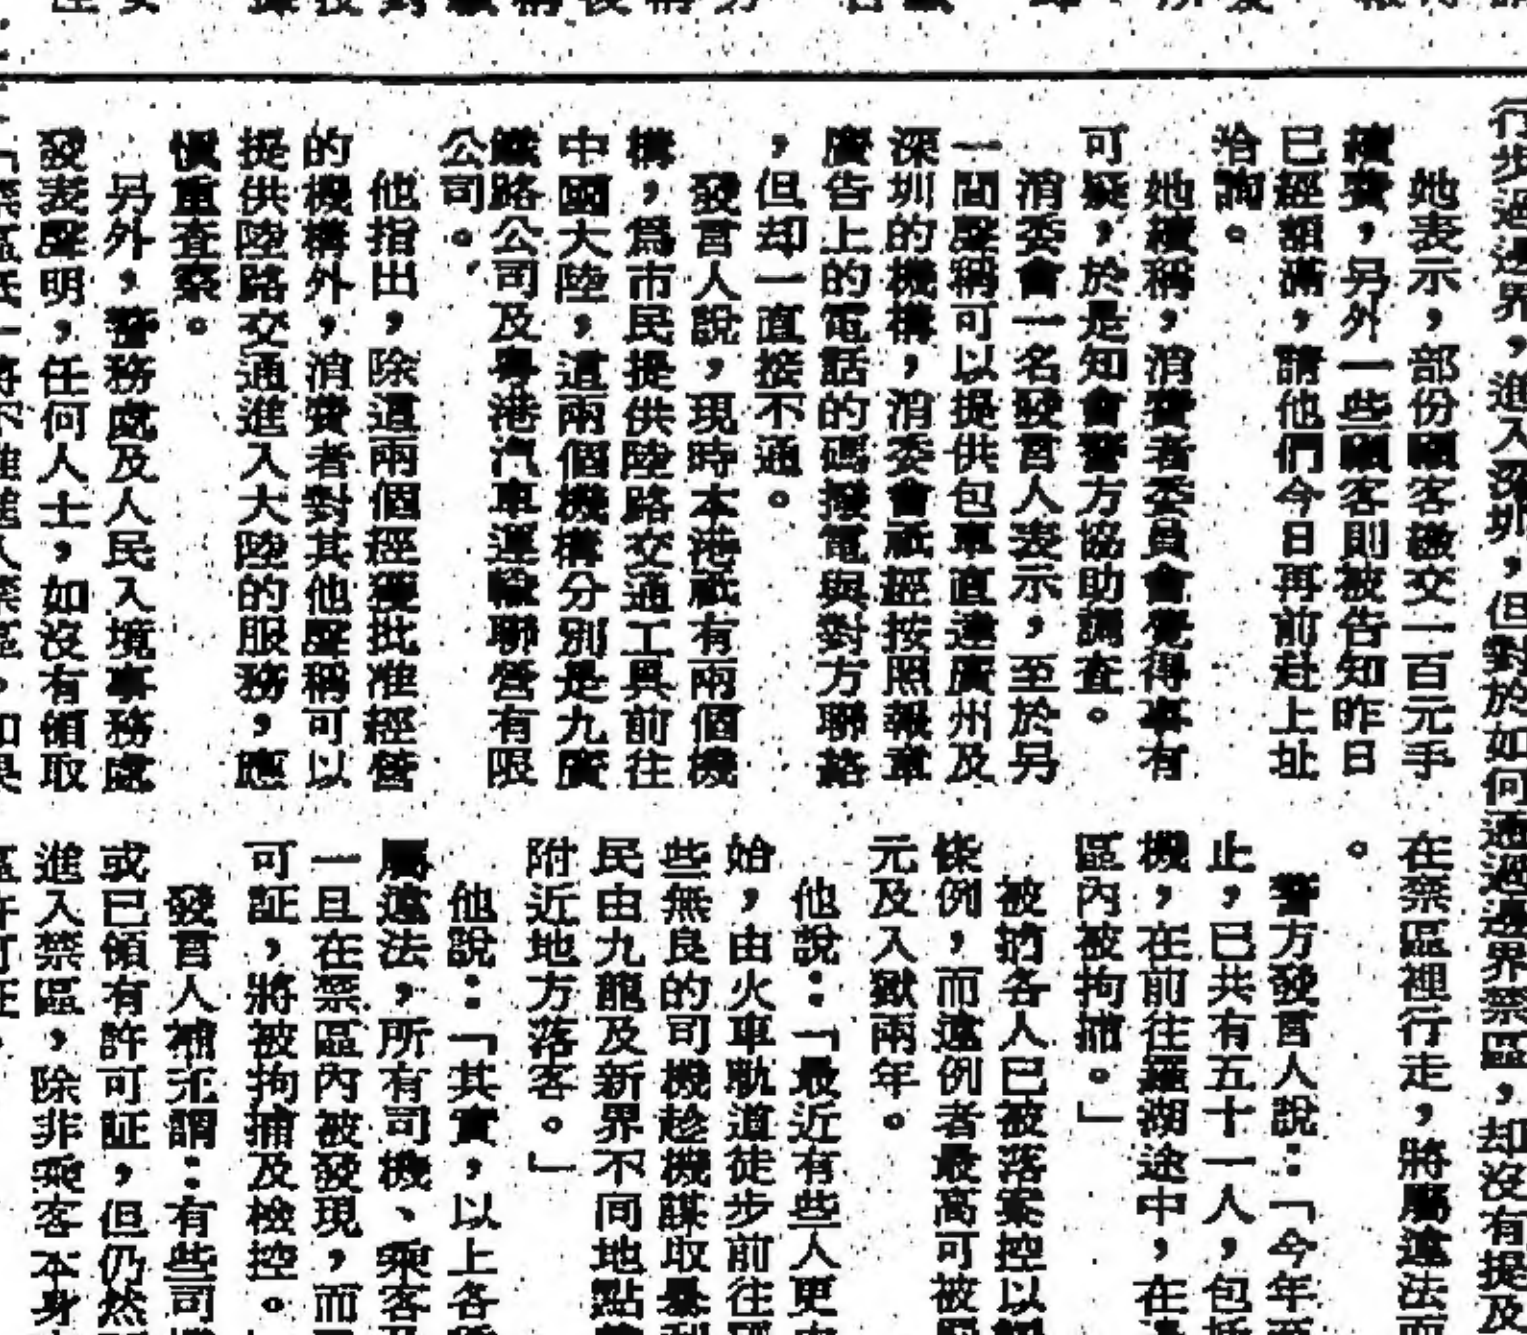 行步過邊界，進入深圳，但對於如何通過邊界禁區，却沒有提及
她表示，部份顧客繳交一百元手
續費，另外一些顧客則被告知昨日
已經額滿，請他們今日再前赴上址
洽詢。
她續稱，消費者委員會覺得事有
可疑，於是知會警方協助調查。
消委會一名發言人表示，至於另
一間聲稱可以提供包車直達廣州及
深圳的機構，消委會祇經按照報章
廣告上的電話的碼撥電與對方聯絡
，但却一直接不通。
發言人說，現時本港祇有兩個機
構，為市民提供陸路交通工具前往
中國大陸，這兩個機構分別是九廣
鐵路公司及粵港汽車運輸聯營有限
公司。
他指出，除這兩個經獲批准經營
的機構外，消費者對其他聲稱可以
提供陸路交通進入大陸的服務，應
慎重查察。
另外，警務處及人民入境事務處
發表聲明，任何人士，如沒有領取
在禁區裡行走，將屬違法而
。
警方發言人說：「今年至
止，已共有五十一人，包括
機，在前往羅湖途中，在
區內被拘捕。」
被拘各人已被落案控以
條例，而違例者最高可被
元及入獄兩年。
他說：「最近有些人更
始，由火車軌道徒步前往
些無良的司機趁機謀取暴利
民由九龍及新界不同地點
附近地方落客。」
他說：「其實，以上各
屬違法，所有司機、乘客及
一旦在禁區內被發現，而
可証，將被拘捕及檢控。
發言人補充謂：有些司
或已領有許可証，但仍然
進入禁區，除非乘客本身